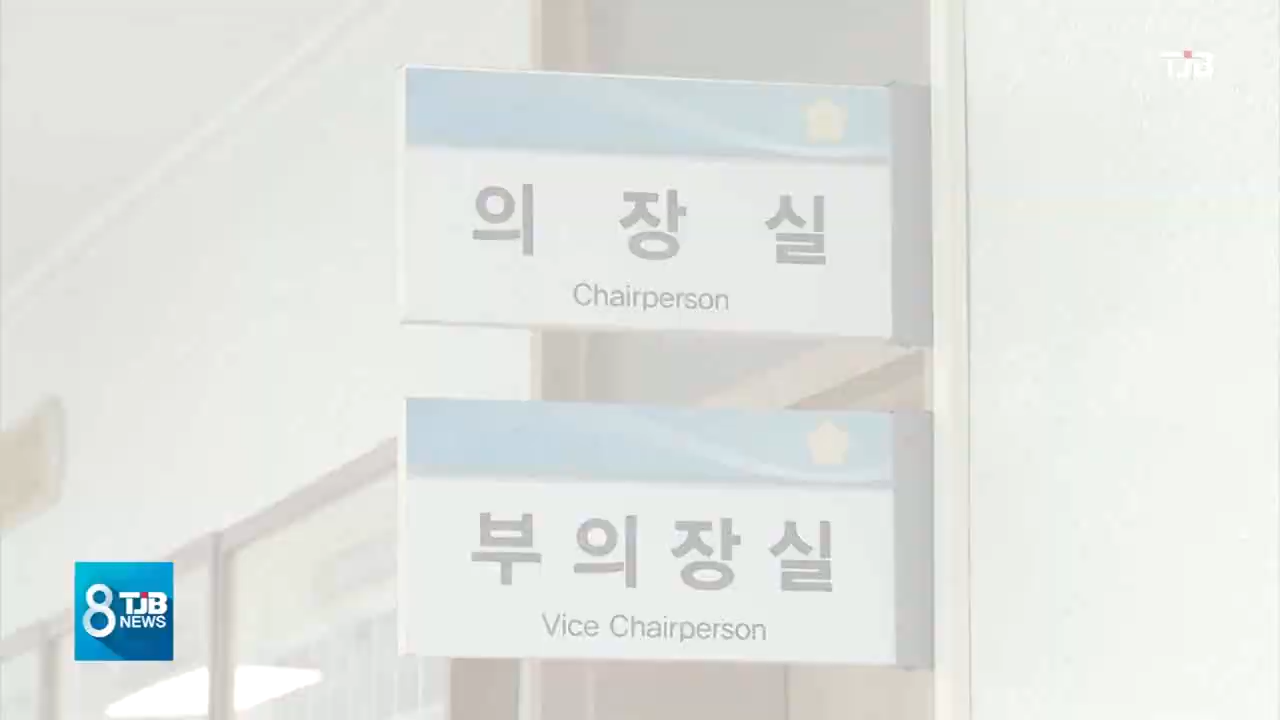 TJB
의 장 실
Chairperson
부 의 장 실
Vice Chairperson
8 TJB
NEWS